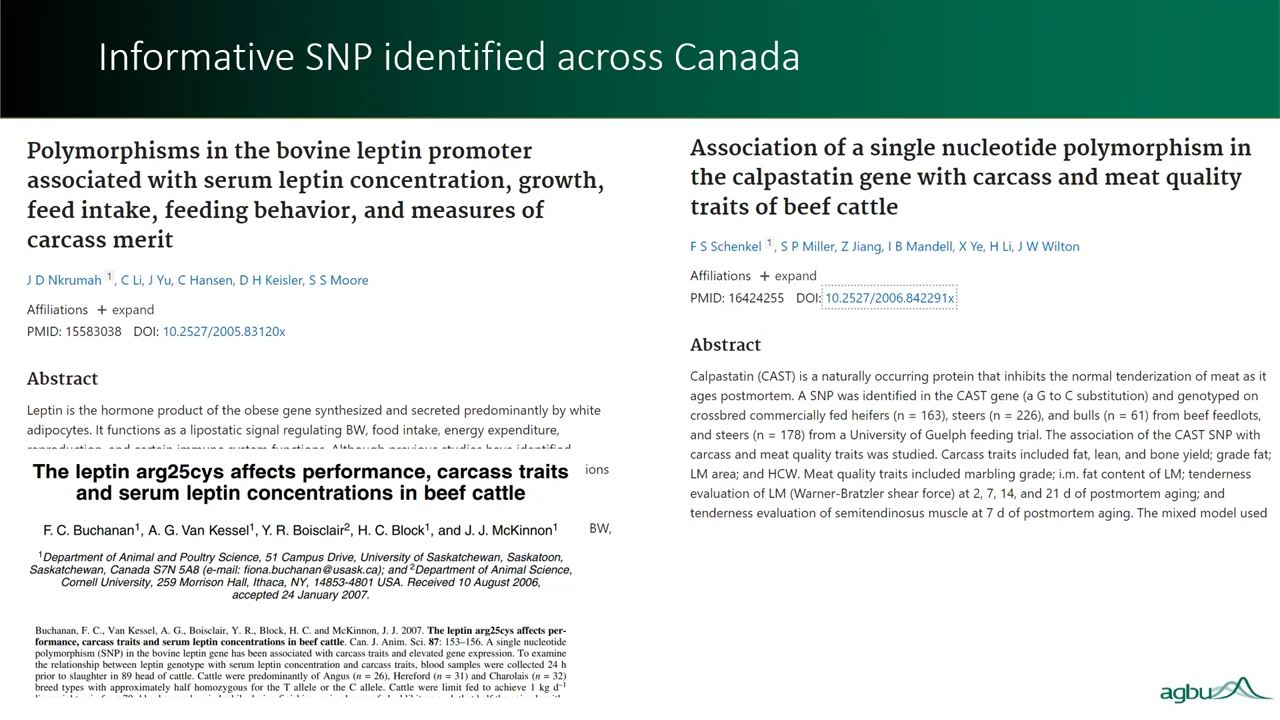 Informative SNP identified across Canada
Polymorphisms in the bovine leptin promoter
associated with serum leptin concentration, growth,
feed intake, feeding behavior, and measures of
carcass merit
J D Nkrumah 1, C Li, J Yu, C Hansen, D H Keisler, S S Moore
Affiliations + expand
PMID: 15583038 DOI: 10.2527/2005.83120x
Abstract
Leptin is the hormone product of the obese gene synthesized and secreted predominantly by white
adipocytes. It functions as a lipostatic signal regulating BW, food intake, energy expenditure,
reproduction, and certain immune system functions. Although previous studies have identified
ions
BW,
The leptin arg25cys affects performance, carcass traits
and serum leptin concentrations in beef cattle
F. C. Buchanan1, A. G. Van Kessel1, Y. R. Boisclair2, H. C. Block1, and J. J. McKinnon1
1Department of Animal and Poultry Science, 51 Campus Drive, University of Saskatchewan, Saskatoon,
Saskatchewan, Canada S7N 5A8 (e-mail: fiona.buchanan@usask.ca); and 2Department of Animal Science,
Cornell University, 259 Morrison Hall, Ithaca, NY, 14853-4801 USA. Received 10 August 2006,
accepted 24 January 2007.
Buchanan, F. C., Van Kessel, A. G., Boisclair, Y. R., Block, H. C. and McKinnon, J. J. 2007. The leptin arg25cys affects per-
formance, carcass traits and serum leptin concentrations in beef cattle. Can. J. Anim. Sci. 87: 153–156. A single nucleotide
polymorphism (SNP) in the bovine leptin gene has been associated with carcass traits and elevated gene expression. To examine
the relationship between leptin genotype with serum leptin concentration and carcass traits, blood samples were collected 24 h
prior to slaughter in 89 head of cattle. Cattle were predominantly of Angus (n = 26), Hereford (n = 31) and Charolais (n = 32)
breed types with approximately half homozygous for the T allele or the C allele. Cattle were limit fed to achieve 1 kg d–1
Association of a single nucleotide polymorphism in
the calpastatin gene with carcass and meat quality
traits of beef cattle
F S Schenkel 1, S P Miller, Z Jiang, I B Mandell, X Ye, H Li, J W Wilton
Affiliations + expand
PMID: 16424255 DOI: 10.2527/2006.842291x
Abstract
Calpastatin (CAST) is a naturally occurring protein that inhibits the normal tenderization of meat as it
ages postmortem. A SNP was identified in the CAST gene (a G to C substitution) and genotyped on
crossbred commercially fed heifers (n = 163), steers (n = 226), and bulls (n = 61) from beef feedlots,
and steers (n = 178) from a University of Guelph feeding trial. The association of the CAST SNP with
carcass and meat quality traits was studied. Carcass traits included fat, lean, and bone yield; grade fat;
LM area; and HCW. Meat quality traits included marbling grade; i.m. fat content of LM; tenderness
evaluation of LM (Warner-Bratzler shear force) at 2, 7, 14, and 21 d of postmortem aging; and
tenderness evaluation of semitendinosus muscle at 7 d of postmortem aging. The mixed model used
agbu